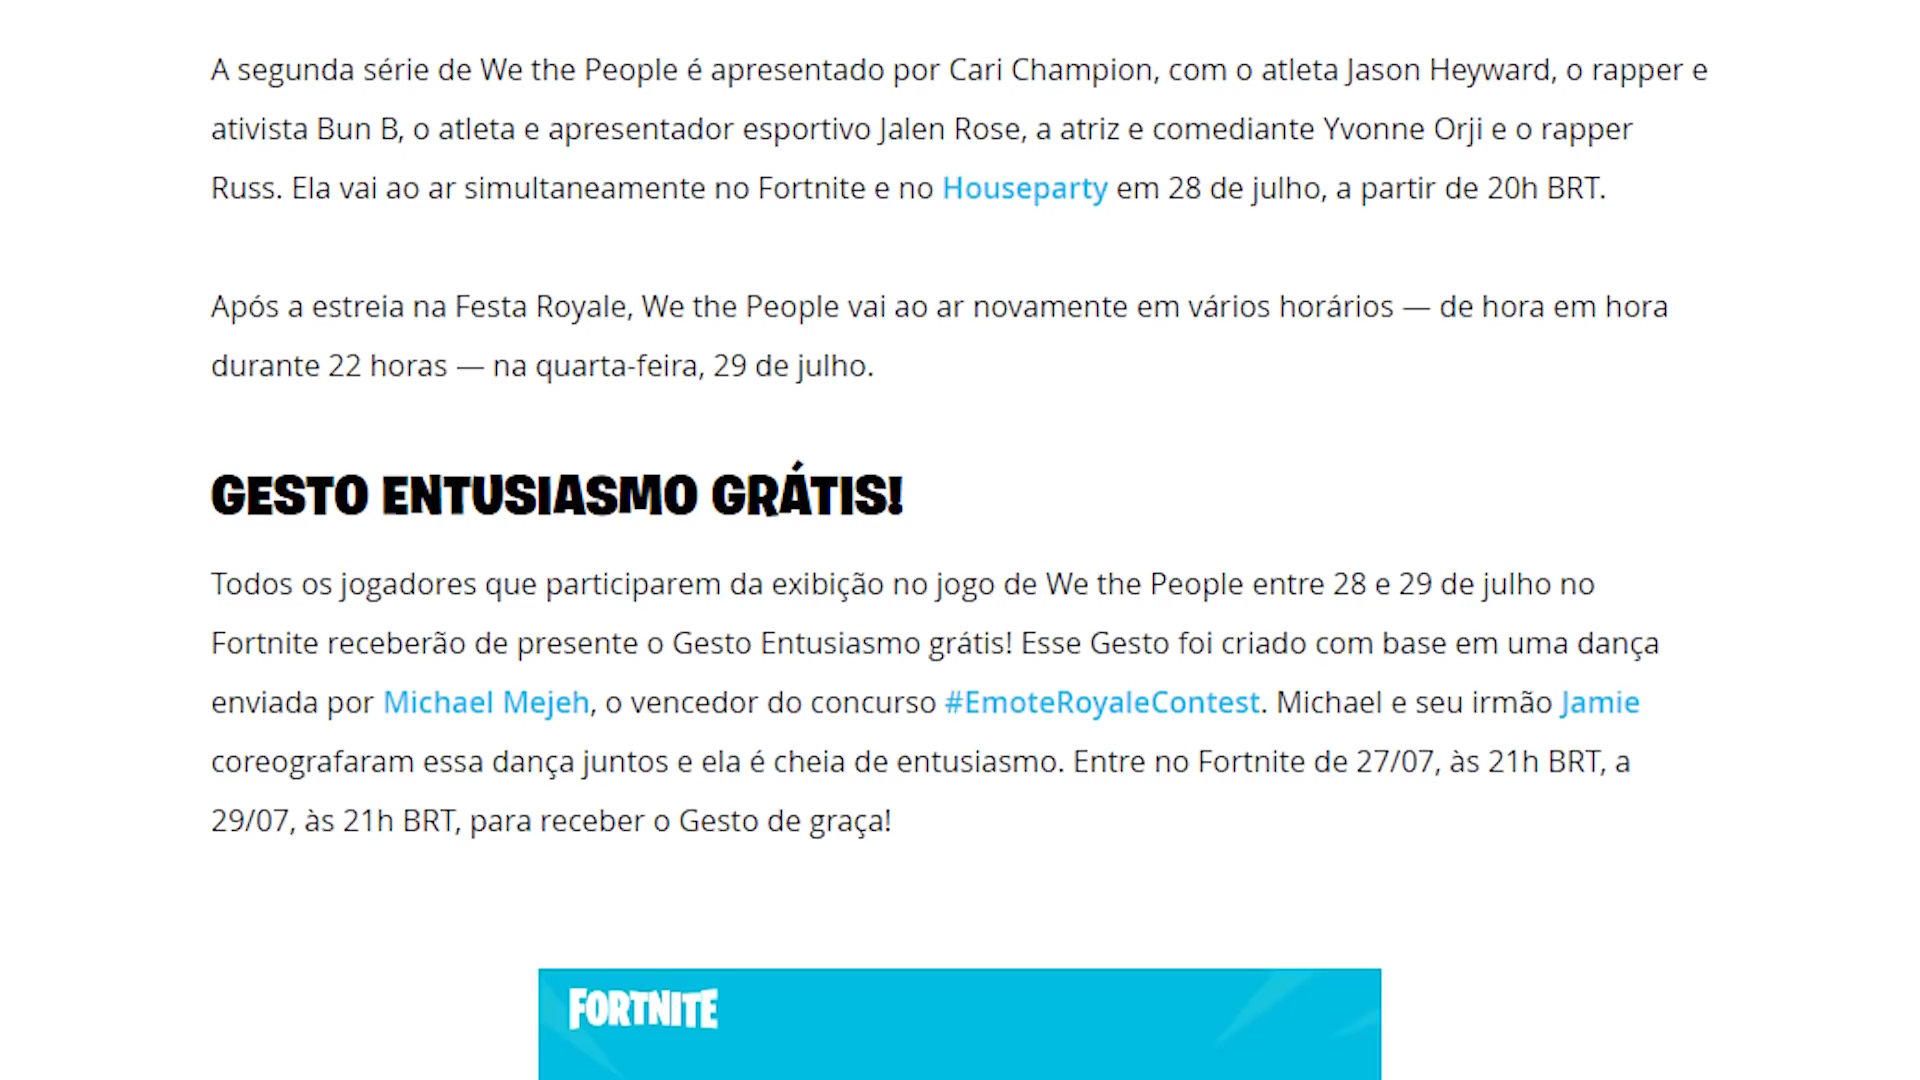 A segunda série de We the People é apresentado por Cari Champion, com o atleta Jason Heyward, o rapper e
ativista Bun B, o atleta e apresentador esportivo Jalen Rose, a atriz e comediante Yvonne Orji e o rapper
Russ. Ela vai ao ar simultaneamente no Fortnite e no Houseparty em 28 de julho, a partir de 20h BRT.
Após a estreia na Festa Royale, We the People vai ao ar novamente em vários horários — de hora em hora
durante 22 horas — na quarta-feira, 29 de julho.
GESTO ENTUSIASMO GRÁTIS!
Todos os jogadores que participarem da exibição no jogo de We the People entre 28 e 29 de julho no
Fortnite receberão de presente o Gesto Entusiasmo grátis! Esse Gesto foi criado com base em uma dança
enviada por Michael Mejeh, o vencedor do concurso #EmoteRoyaleContest. Michael e seu irmão Jamie
coreografaram essa dança juntos e ela é cheia de entusiasmo. Entre no Fortnite de 27/07, às 21h BRT, a
29/07, às 21h BRT, para receber o Gesto de graça!
FORTNITE